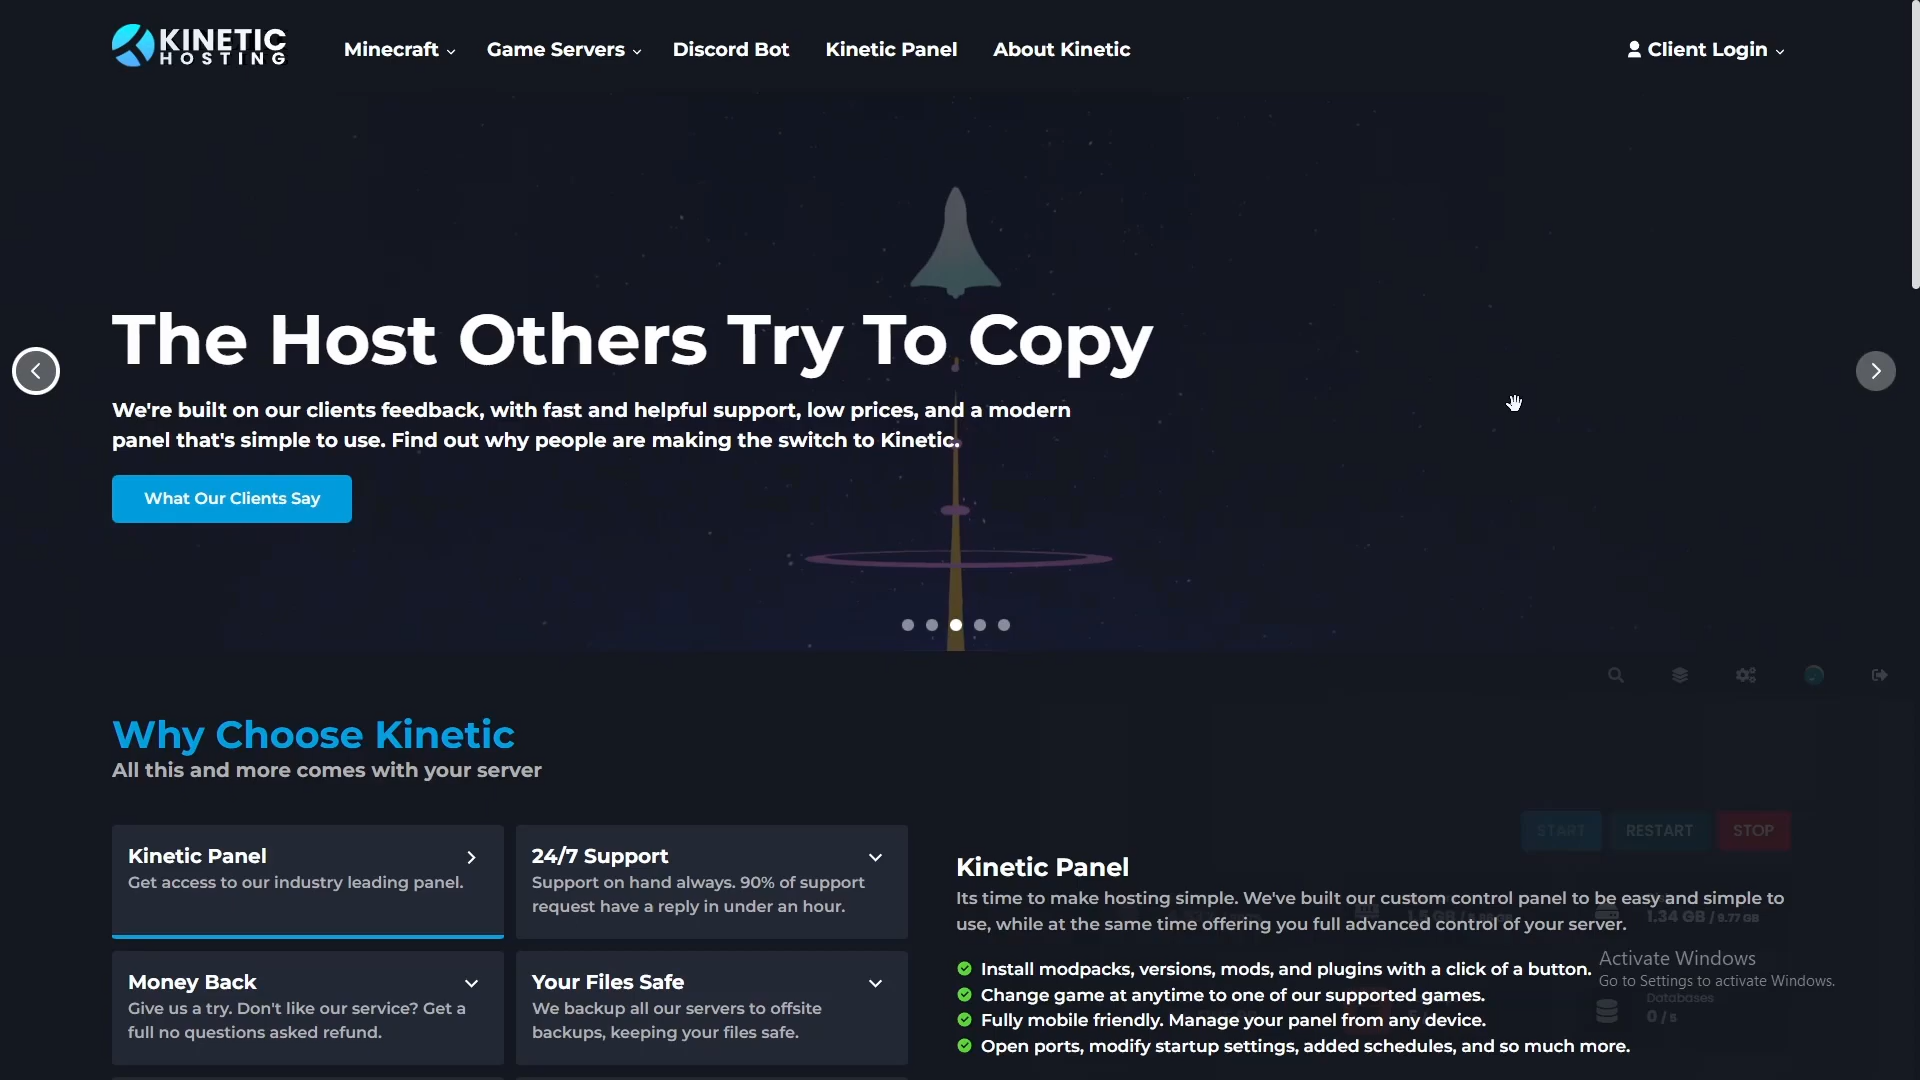 KINETIC
HOSTING
Minecraft
Game Servers
Discord Bot
Kinetic Panel
About Kinetic
Client Login
The Host Others Try To Copy
We're built on our clients feedback, with fast and helpful support, low prices, and a modern
panel that's simple to use. Find out why people are making the switch to Kinetic.
What Our Clients Say
Why Choose Kinetic
All this and more comes with your server
Kinetic Panel
Get access to our industry leading panel.
24/7 Support
Support on hand always. 90% of support
request have a reply in under an hour.
Money Back
Give us a try. Don't like our service? Get a
full no questions asked refund.
Your Files Safe
We backup all our servers to offsite
backups, keeping your files safe.
START
RESTART
STOP
Kinetic Panel
Its time to make hosting simple. We've built our custom control panel to be easy and simple to
use, while at the same time offering you full advanced control of your server.
1.34 GB / 9.77 GB
Install modpacks, versions, mods, and plugins with a click of a button.
Change game at anytime to one of our supported games.
Fully mobile friendly. Manage your panel from any device.
Open ports, modify startup settings, added schedules, and so much more.
Activate Windows
Go to Settings to activate Windows.
Databases
0 / 5